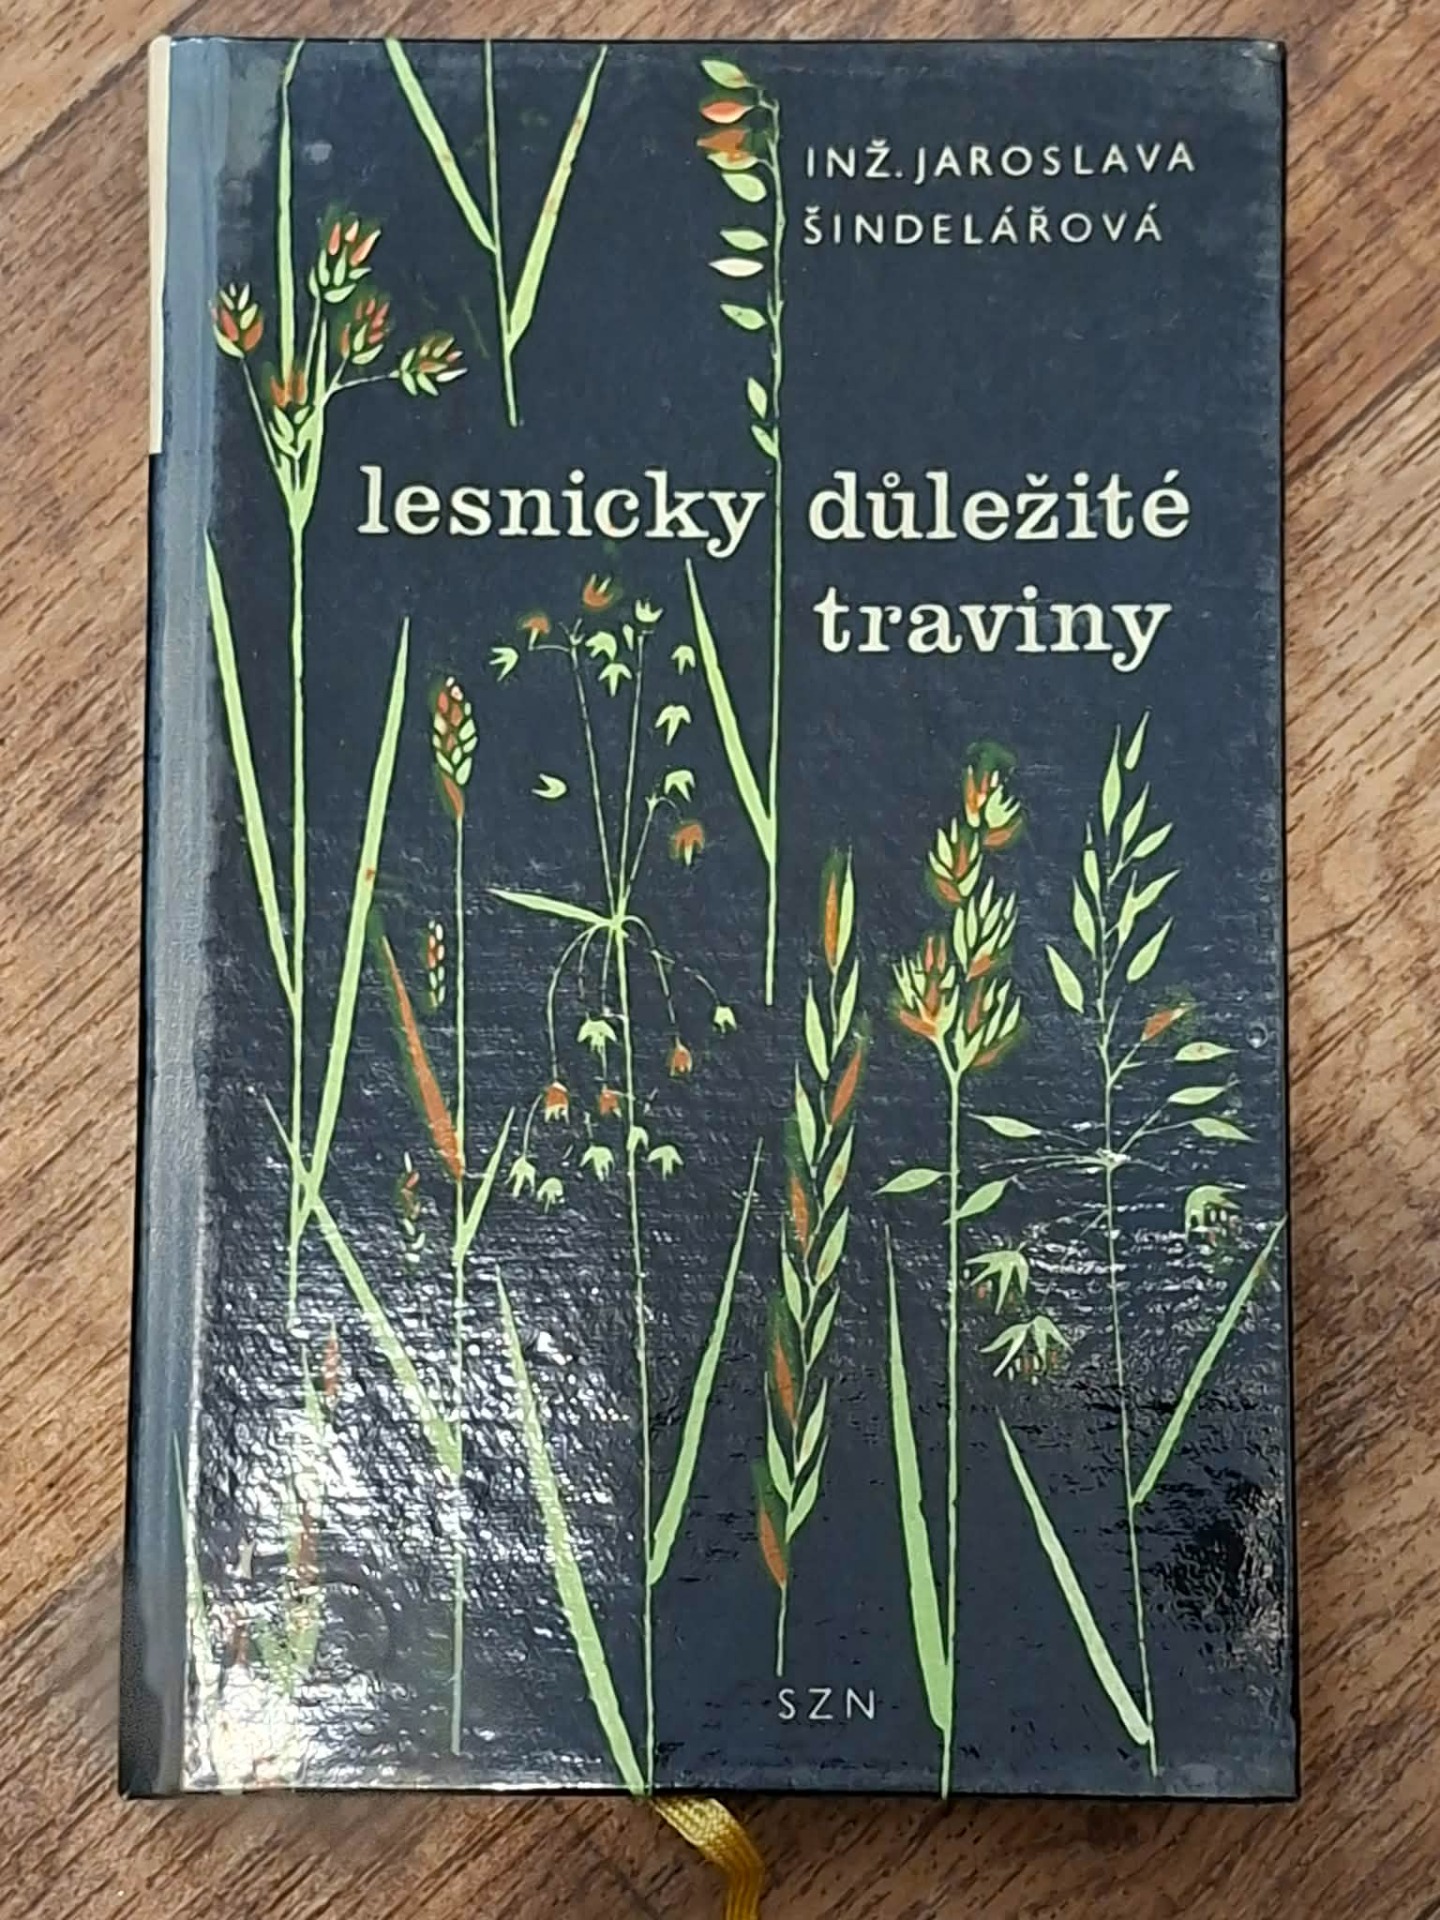 INŽ. JAROSLAVA
ŠINDELÁŘOVÁ
lesnicky důležité
traviny
SZN